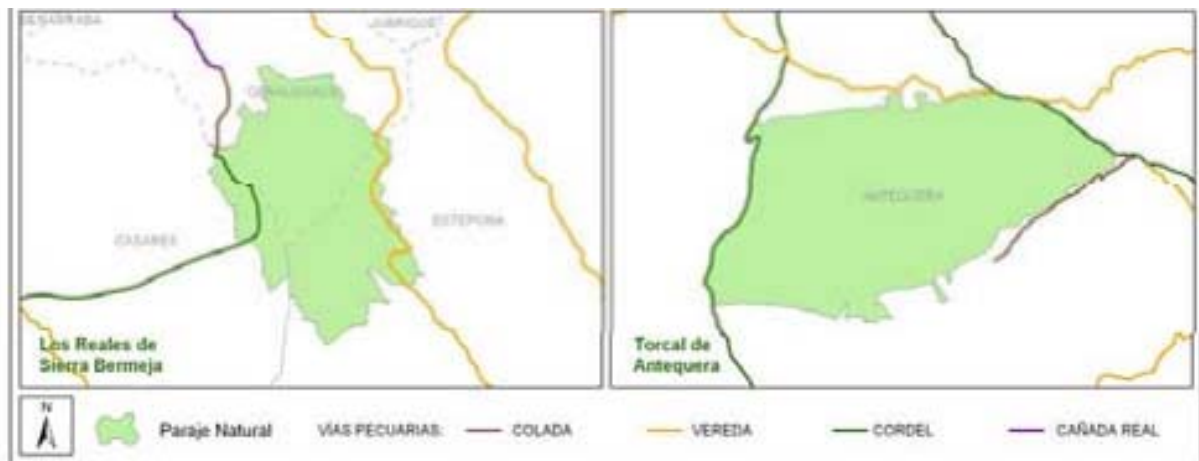 JUBRIQUE
CASARES
ESTEPONA
Los Reales de
Sierra Bermeja
ANTEQUERA
Torcal de
Antequera
N
Paraje Natural
VÍAS PECUARIAS:
COLADA
VEREDA
CORDEL
CAÑADA REAL